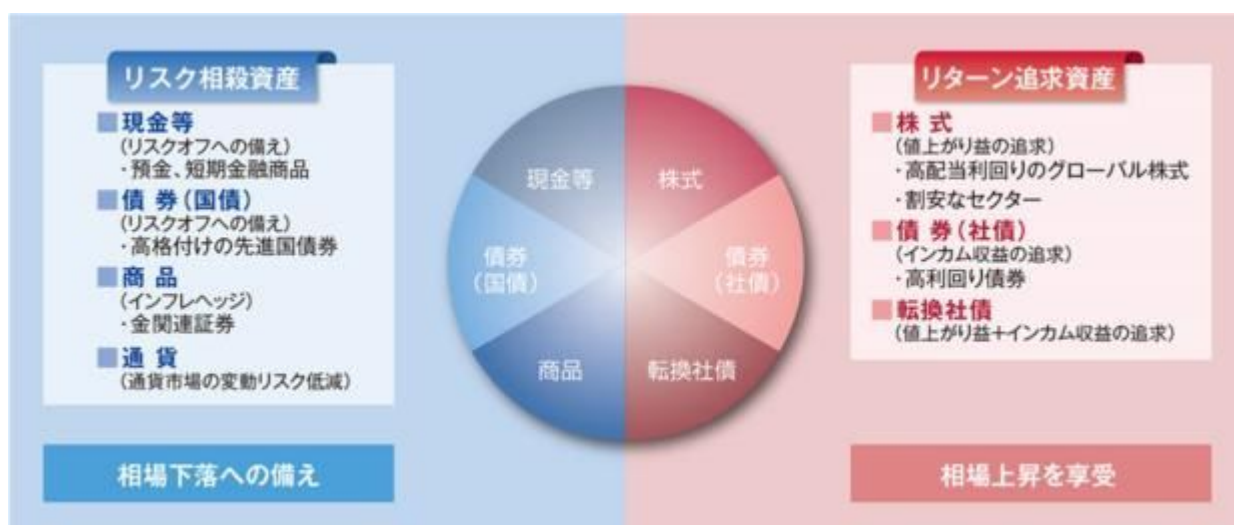 リスク相殺資産
■現金等
(リスクオフへの備え)
・預金、短期金融商品
■債 券(国債)
(リスクオフへの備え)
・高格付けの先進国債券
■商 品
(インフレヘッジ)
・金関連証券
■通 貨
(通貨市場の変動リスク低減)
相場下落への備え
現金等
株式
債券
(国債)
債券
(社債)
商品
転換社債
リターン追求資産
■株 式
(値上がり益の追求)
・高配当利回りのグローバル株式
・割安なセクター
■債 券(社債)
(インカム収益の追求)
・高利回り債券
■転換社債
(値上がり益+インカム収益の追求)
相場上昇を享受